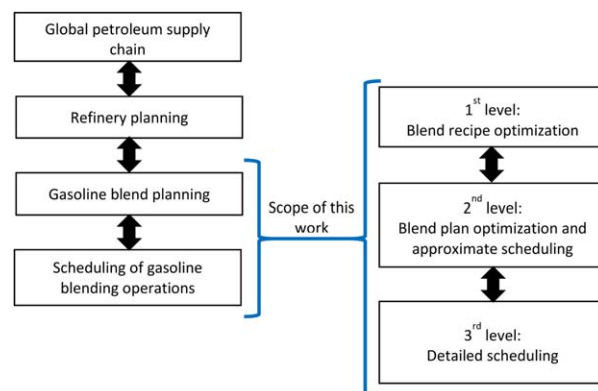 Global petroleum supply
chain
Refinery planning
Gasoline blend planning
Scheduling of gasoline
blending operations
Scope of this
work
1st level:
Blend recipe optimization
2nd level:
Blend plan optimization and
approximate scheduling
3rd level:
Detailed scheduling